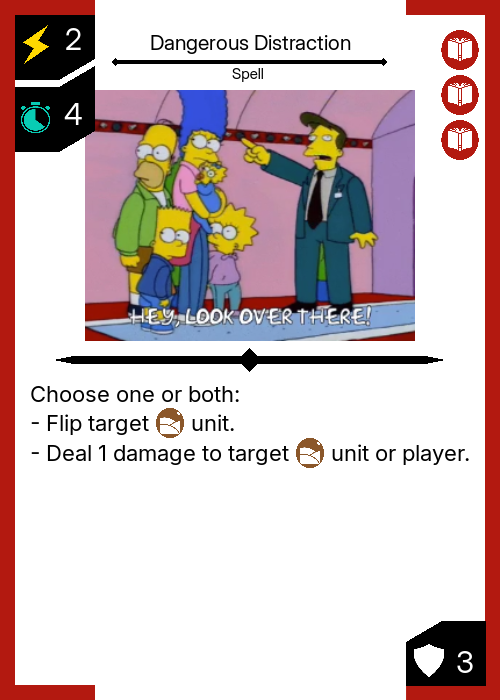 2
Dangerous Distraction
Spell
4
HEY, LOOK OVER THERE!
Choose one or both:
- Flip target unit.
- Deal 1 damage to target unit or player.
3